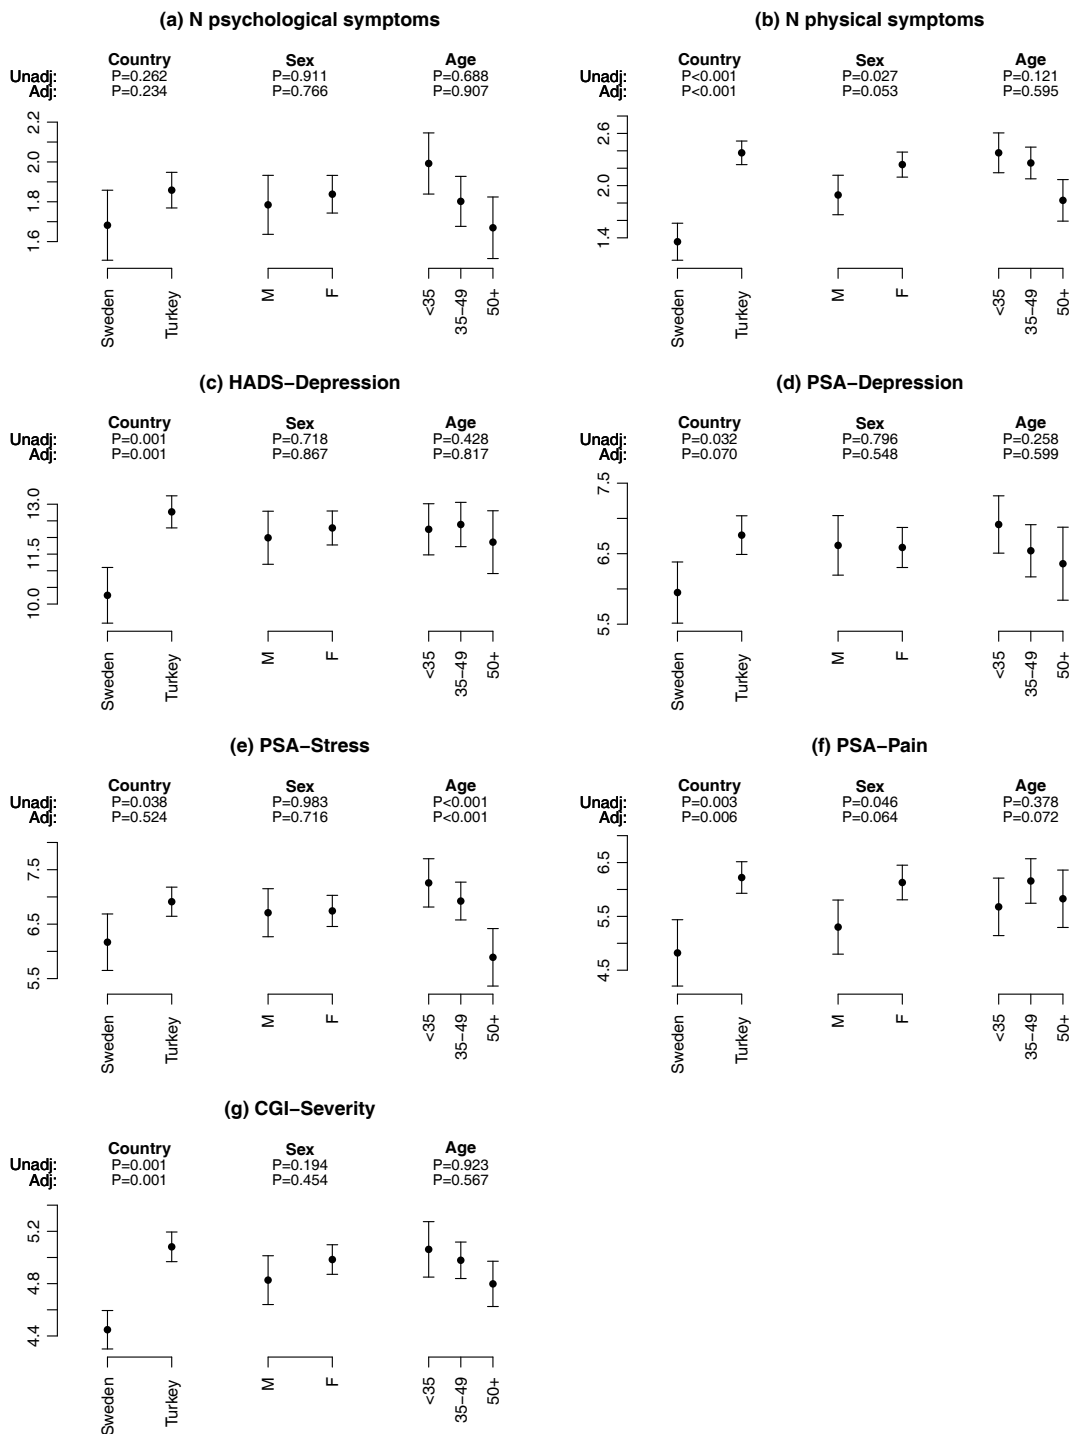 (a) N psychological symptoms
Country Sex Age
Unadj: P=0.262 P=0.911 P=0.688
Adj: P=0.234 P=0.766 P=0.907
2.2
2.0
1.8
1.6
Sweden Turkey M F <35 35−49 50+
(b) N physical symptoms
Country Sex Age
Unadj: P<0.001 P=0.027 P=0.121
Adj: P<0.001 P=0.053 P=0.595
2.6
2.0
1.4
Sweden Turkey M F <35 35−49 50+
(c) HADS−Depression
Country Sex Age
Unadj: P=0.001 P=0.718 P=0.428
Adj: P=0.001 P=0.867 P=0.817
13.0
11.5
10.0
Sweden Turkey M F <35 35−49 50+
(d) PSA−Depression
Country Sex Age
Unadj: P=0.032 P=0.796 P=0.258
Adj: P=0.070 P=0.548 P=0.599
7.5
6.5
5.5
Sweden Turkey M F <35 35−49 50+
(e) PSA−Stress
Country Sex Age
Unadj: P=0.038 P=0.983 P<0.001
Adj: P=0.524 P=0.716 P<0.001
7.5
6.5
5.5
Sweden Turkey M F <35 35−49 50+
(f) PSA−Pain
Country Sex Age
Unadj: P=0.003 P=0.046 P=0.378
Adj: P=0.006 P=0.064 P=0.072
6.5
5.5
4.5
Sweden Turkey M F <35 35−49 50+
(g) CGI−Severity
Country Sex Age
Unadj: P=0.001 P=0.194 P=0.923
Adj: P=0.001 P=0.454 P=0.567
5.2
4.8
4.4
Sweden Turkey M F <35 35−49 50+